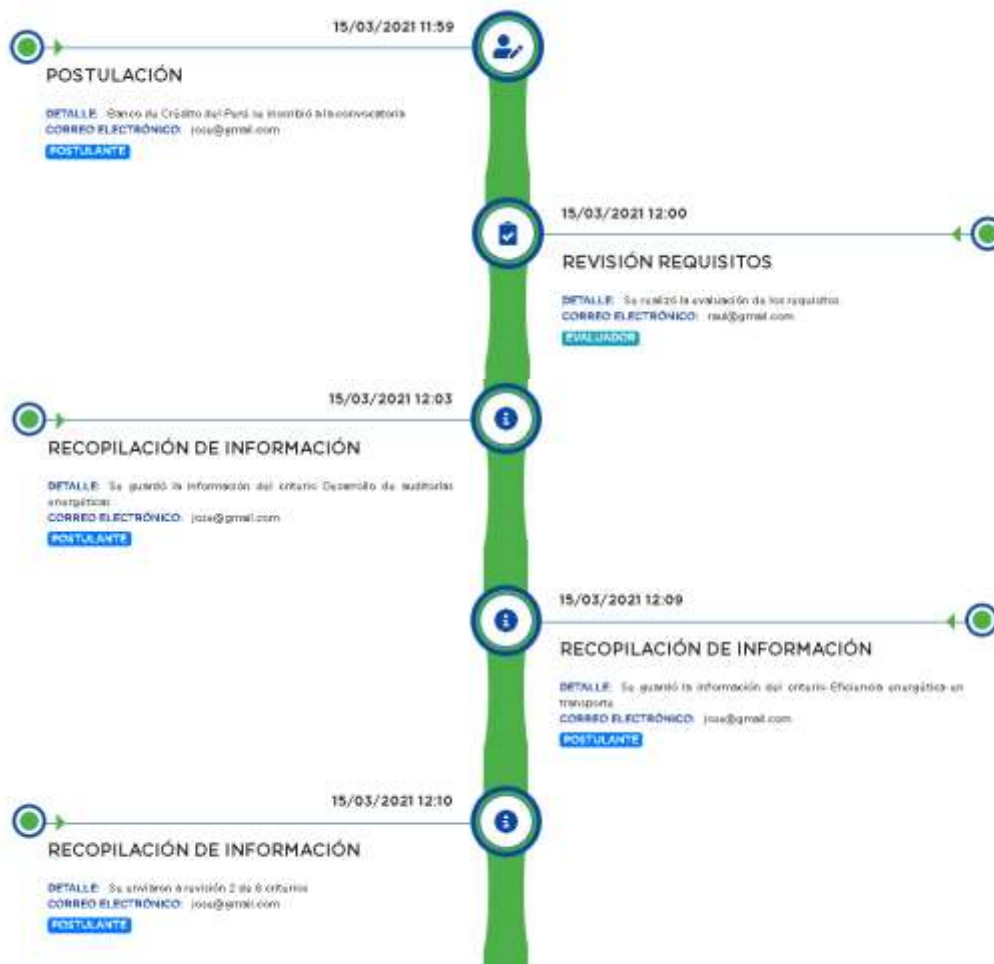 15/03/2021 11:59
POSTULACIÓN
DETALLE: Banco de Crédito del Perú se inscribió a la convocatoria
CORREO ELECTRÓNICO: jose@gmail.com
POSTULANTE
15/03/2021 12:00
REVISIÓN REQUISITOS
DETALLE: Se realizó la evaluación de los requisitos
CORREO ELECTRÓNICO: raul@gmail.com
EVALUADOR
15/03/2021 12:03
RECOPILACIÓN DE INFORMACIÓN
DETALLE: Se guardó la información del criterio Desarrollo de auditorías
energéticas
CORREO ELECTRÓNICO: jose@gmail.com
POSTULANTE
15/03/2021 12:09
RECOPILACIÓN DE INFORMACIÓN
DETALLE: Se guardó la información del criterio Eficiencia energética en
transporte
CORREO ELECTRÓNICO: jose@gmail.com
POSTULANTE
15/03/2021 12:10
RECOPILACIÓN DE INFORMACIÓN
DETALLE: Se enviaron a revisión 2 de 6 criterios
CORREO ELECTRÓNICO: jose@gmail.com
POSTULANTE